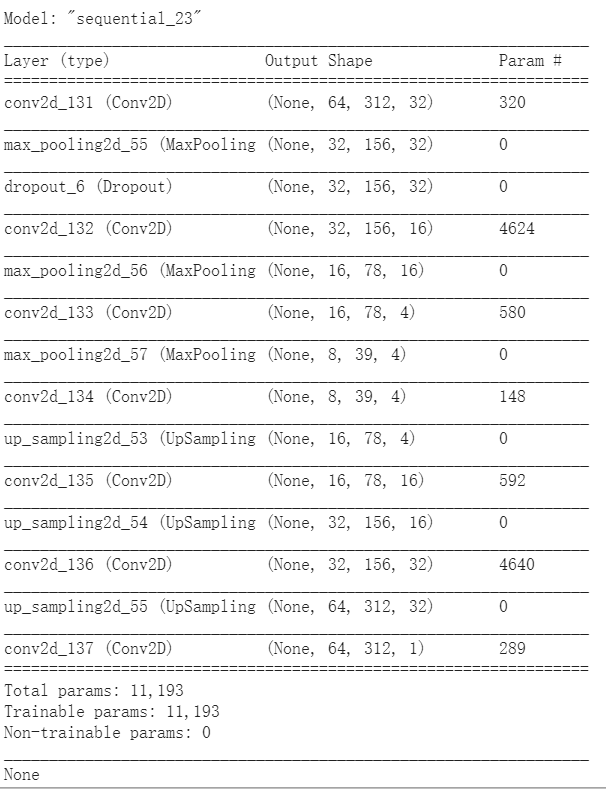 Model: "sequential_23"
Layer (type) Output Shape Param #
conv2d_131 (Conv2D) (None, 64, 312, 32) 320
max_pooling2d_55 (MaxPooling (None, 32, 156, 32) 0
dropout_6 (Dropout) (None, 32, 156, 32) 0
conv2d_132 (Conv2D) (None, 32, 156, 16) 4624
max_pooling2d_56 (MaxPooling (None, 16, 78, 16) 0
conv2d_133 (Conv2D) (None, 16, 78, 4) 580
max_pooling2d_57 (MaxPooling (None, 8, 39, 4) 0
conv2d_134 (Conv2D) (None, 8, 39, 4) 148
up_sampling2d_53 (UpSampling (None, 16, 78, 4) 0
conv2d_135 (Conv2D) (None, 16, 78, 16) 592
up_sampling2d_54 (UpSampling (None, 32, 156, 16) 0
conv2d_136 (Conv2D) (None, 32, 156, 32) 4640
up_sampling2d_55 (UpSampling (None, 64, 312, 32) 0
conv2d_137 (Conv2D) (None, 64, 312, 1) 289
Total params: 11,193
Trainable params: 11,193
Non-trainable params: 0
None